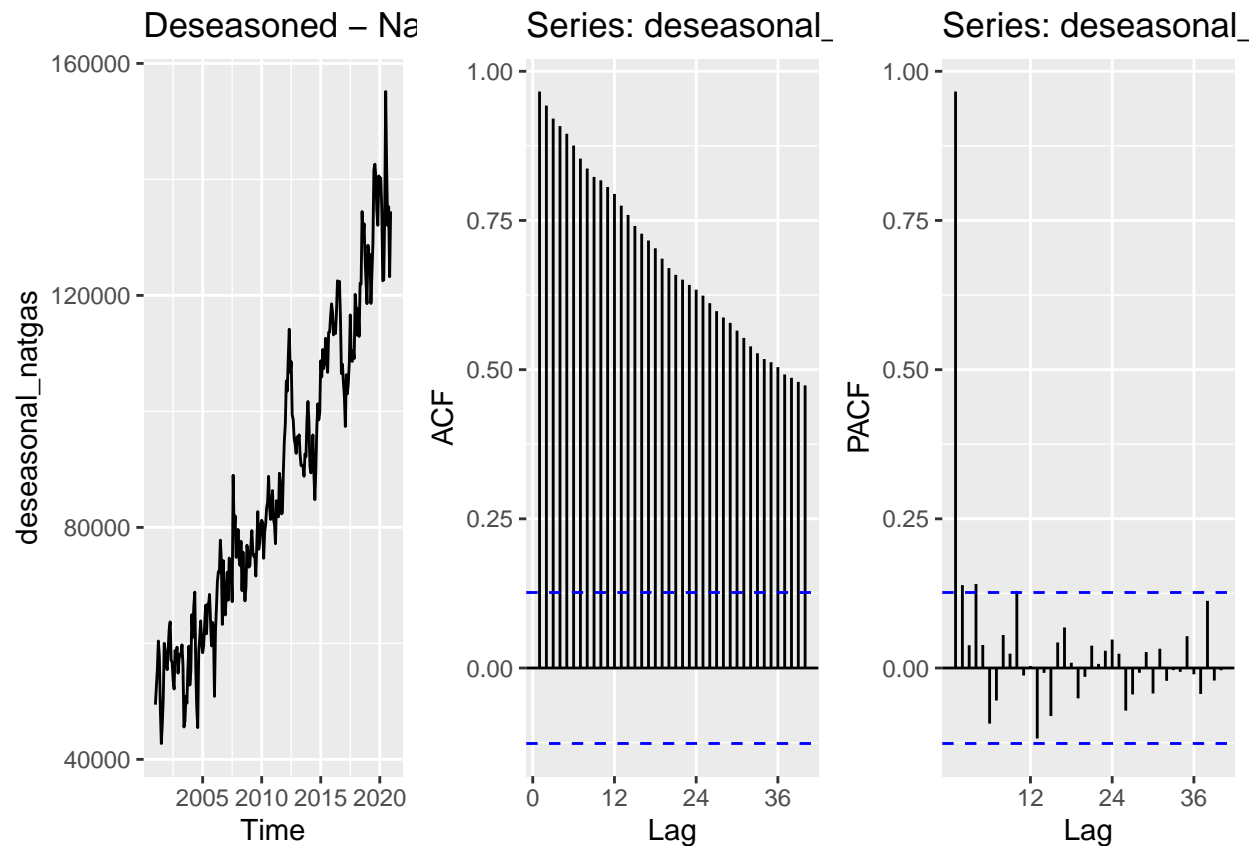 Deseasoned – Na
160000
120000
80000
40000
deseasonal_natgas
2005 2010 2015 2020
Time
Series: deseasonal_
1.00
0.75
0.50
0.25
0.00
ACF
0 12 24 36
Lag
Series: deseasonal_
1.00
0.75
0.50
0.25
0.00
PACF
12 24 36
Lag